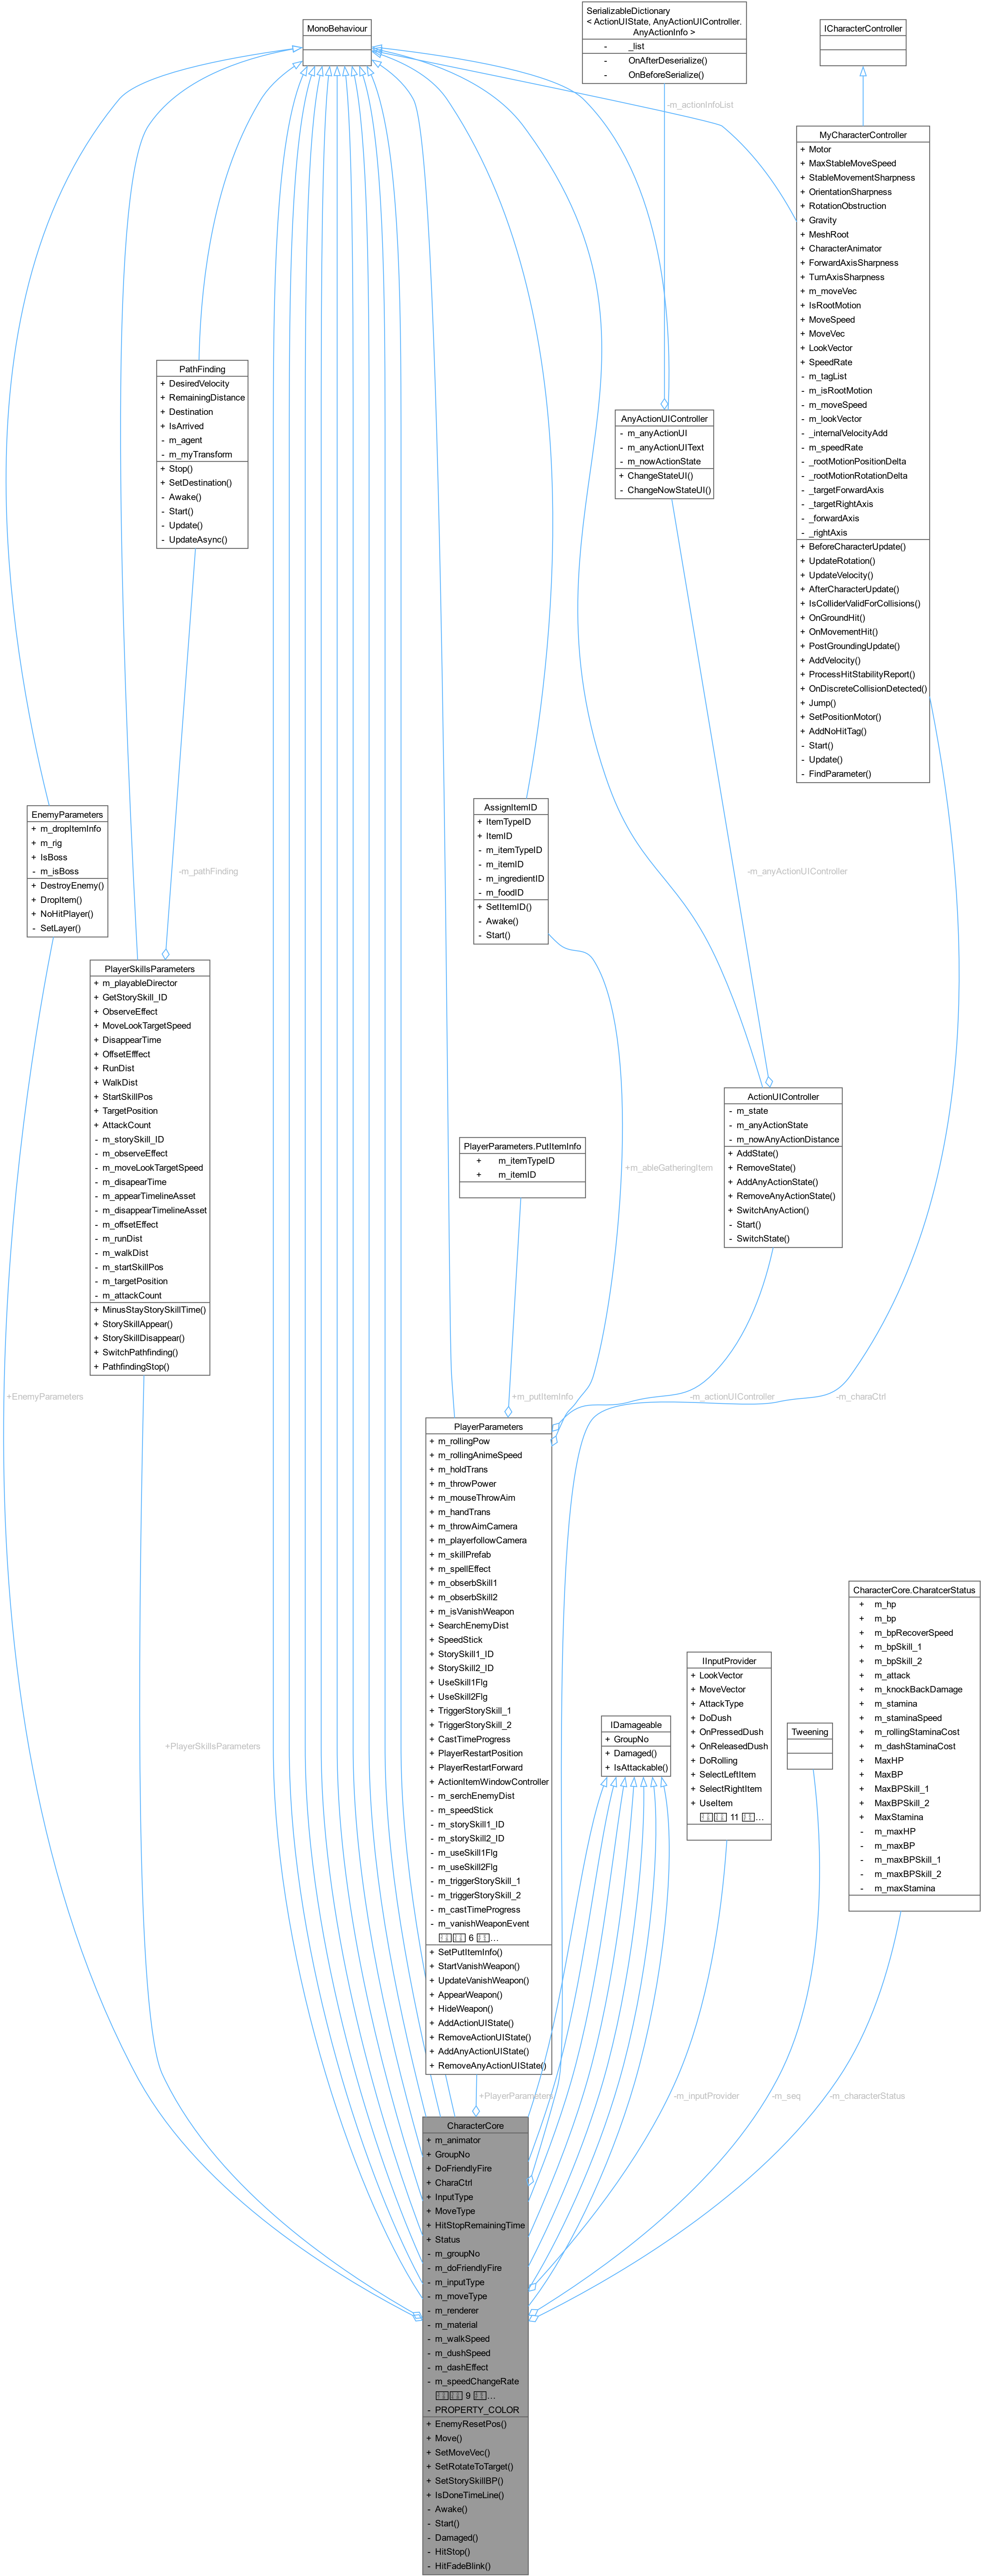 MonoBehaviour
SerializableDictionary
< ActionUIState, AnyActionUIController.
AnyActionInfo >
- _list
- OnAfterDeserialize()
- OnBeforeSerialize()
ICharacterController
-m_actionInfoList
MyCharacterController
+ Motor
+ MaxStableMoveSpeed
+ StableMovementSharpness
+ OrientationSharpness
+ RotationObstruction
+ Gravity
+ MeshRoot
+ CharacterAnimator
+ ForwardAxisSharpness
+ TurnAxisSharpness
+ m_moveVec
+ IsRootMotion
+ MoveSpeed
+ MoveVec
+ LookVector
+ SpeedRate
- m_tagList
- m_isRootMotion
- m_moveSpeed
- m_lookVector
- _internalVelocityAdd
- m_speedRate
- _rootMotionPositionDelta
- _rootMotionRotationDelta
- _targetForwardAxis
- _targetRightAxis
- _forwardAxis
- _rightAxis
+ BeforeCharacterUpdate()
+ UpdateRotation()
+ UpdateVelocity()
+ AfterCharacterUpdate()
+ IsColliderValidForCollisions()
+ OnGroundHit()
+ OnMovementHit()
+ PostGroundingUpdate()
+ AddVelocity()
+ ProcessHitStabilityReport()
+ OnDiscreteCollisionDetected()
+ Jump()
+ SetPositionMotor()
+ AddNoHitTag()
- Start()
- Update()
- FindParameter()
PathFinding
+ DesiredVelocity
+ RemainingDistance
+ Destination
+ IsArrived
- m_agent
- m_myTransform
+ Stop()
+ SetDestination()
- Awake()
- Start()
- Update()
- UpdateAsync()
AnyActionUIController
- m_anyActionUI
- m_anyActionUIText
- m_nowActionState
+ ChangeStateUI()
- ChangeNowStateUI()
EnemyParameters
+ m_dropItemInfo
+ m_rig
+ IsBoss
- m_isBoss
+ DestroyEnemy()
+ DropItem()
+ NoHitPlayer()
- SetLayer()
-m_pathFinding
AssignItemID
+ ItemTypeID
+ ItemID
- m_itemTypeID
- m_itemID
- m_ingredientID
- m_foodID
+ SetItemID()
- Awake()
- Start()
-m_anyActionUIController
PlayerSkillsParameters
+ m_playableDirector
+ GetStorySkill_ID
+ ObserveEffect
+ MoveLookTargetSpeed
+ DisappearTime
+ OffsetEfffect
+ RunDist
+ WalkDist
+ StartSkillPos
+ TargetPosition
+ AttackCount
- m_storySkill_ID
- m_observeEffect
- m_moveLookTargetSpeed
- m_disapearTime
- m_appearTimelineAsset
- m_disappearTimelineAsset
- m_offsetEffect
- m_runDist
- m_walkDist
- m_startSkillPos
- m_targetPosition
- m_attackCount
+ MinusStayStorySkillTime()
+ StorySkillAppear()
+ StorySkillDisappear()
+ SwitchPathfinding()
+ PathfindingStop()
ActionUIController
- m_state
- m_anyActionState
- m_nowAnyActionDistance
+ AddState()
+ RemoveState()
+ AddAnyActionState()
+ RemoveAnyActionState()
+ SwitchAnyAction()
- Start()
- SwitchState()
PlayerParameters.PutItemInfo
+ m_itemTypeID
+ m_itemID
+m_ableGatheringItem
+EnemyParameters
+m_putItemInfo
-m_actionUIController
-m_charaCtrl
PlayerParameters
+ m_rollingPow
+ m_rollingAnimeSpeed
+ m_holdTrans
+ m_throwPower
+ m_mouseThrowAim
+ m_handTrans
+ m_throwAimCamera
+ m_playerfollowCamera
+ m_skillPrefab
+ m_spellEffect
+ m_obserbSkill1
+ m_obserbSkill2
+ m_isVanishWeapon
+ SearchEnemyDist
+ SpeedStick
+ StorySkill1_ID
+ StorySkill2_ID
+ UseSkill1Flg
+ UseSkill2Flg
+ TriggerStorySkill_1
+ TriggerStorySkill_2
+ CastTimeProgress
+ PlayerRestartPosition
+ PlayerRestartForward
+ ActionItemWindowController
- m_serchEnemyDist
- m_speedStick
- m_storySkill1_ID
- m_storySkill2_ID
- m_useSkill1Flg
- m_useSkill2Flg
- m_triggerStorySkill_1
- m_triggerStorySkill_2
- m_castTimeProgress
- m_vanishWeaponEvent
6 ...
+ SetPutItemInfo()
+ StartVanishWeapon()
+ UpdateVanishWeapon()
+ AppearWeapon()
+ HideWeapon()
+ AddActionUIState()
+ RemoveActionUIState()
+ AddAnyActionUIState()
+ RemoveAnyActionUIState()
+PlayerSkillsParameters
IDamageable
+ GroupNo
+ Damaged()
+ IsAttackable()
IInputProvider
+ LookVector
+ MoveVector
+ AttackType
+ DoDush
+ OnPressedDush
+ OnReleasedDush
+ DoRolling
+ SelectLeftItem
+ SelectRightItem
+ UseItem
11 ...
Tweening
CharacterCore.CharatcerStatus
+ m_hp
+ m_bp
+ m_bpRecoverSpeed
+ m_bpSkill_1
+ m_bpSkill_2
+ m_attack
+ m_knockBackDamage
+ m_stamina
+ m_staminaSpeed
+ m_rollingStaminaCost
+ m_dashStaminaCost
+ MaxHP
+ MaxBP
+ MaxBPSkill_1
+ MaxBPSkill_2
+ MaxStamina
- m_maxHP
- m_maxBP
- m_maxBPSkill_1
- m_maxBPSkill_2
- m_maxStamina
+PlayerParameters
-m_inputProvider
-m_seq
-m_characterStatus
CharacterCore
+ m_animator
+ GroupNo
+ DoFriendlyFire
+ CharaCtrl
+ InputType
+ MoveType
+ HitStopRemainingTime
+ Status
- m_groupNo
- m_doFriendlyFire
- m_inputType
- m_moveType
- m_renderer
- m_material
- m_walkSpeed
- m_dushSpeed
- m_dashEffect
- m_speedChangeRate
9 ...
- PROPERTY_COLOR
+ EnemyResetPos()
+ Move()
+ SetMoveVec()
+ SetRotateToTarget()
+ SetStorySkillBP()
+ IsDoneTimeLine()
- Awake()
- Start()
- Damaged()
- HitStop()
- HitFadeBlink()